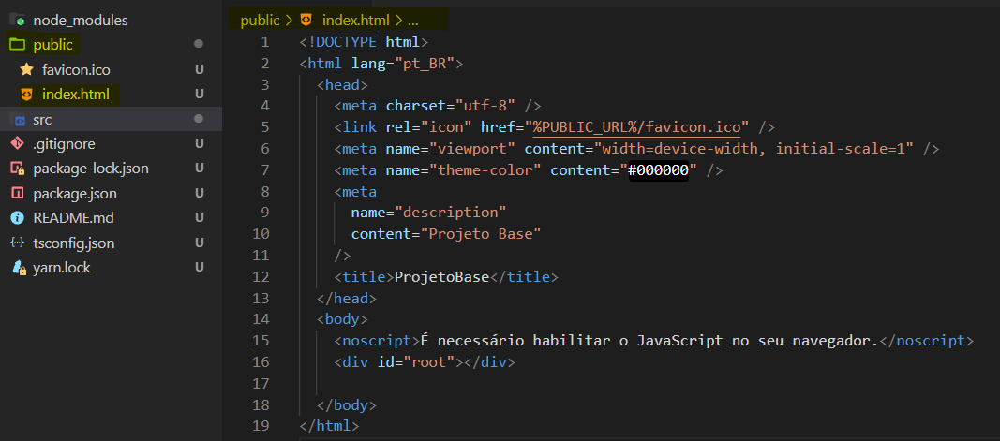 node_modules
public
favicon.ico U
index.html U
src
.gitignore U
package-lock.json U
package.json U
README.md U
tsconfig.json U
yarn.lock U
public > index.html > ...
1 <!DOCTYPE html>
2 <html lang="pt_BR">
3 <head>
4 <meta charset="utf-8" />
5 <link rel="icon" href="%PUBLIC_URL%/favicon.ico" />
6 <meta name="viewport" content="width=device-width, initial-scale=1" />
7 <meta name="theme-color" content="#000000" />
8 <meta
9 name="description"
10 content="Projeto Base"
11 />
12 <title>ProjetoBase</title>
13 </head>
14 <body>
15 <noscript>É necessário habilitar o JavaScript no seu navegador.</noscript>
16 <div id="root"></div>
17
18 </body>
19 </html>